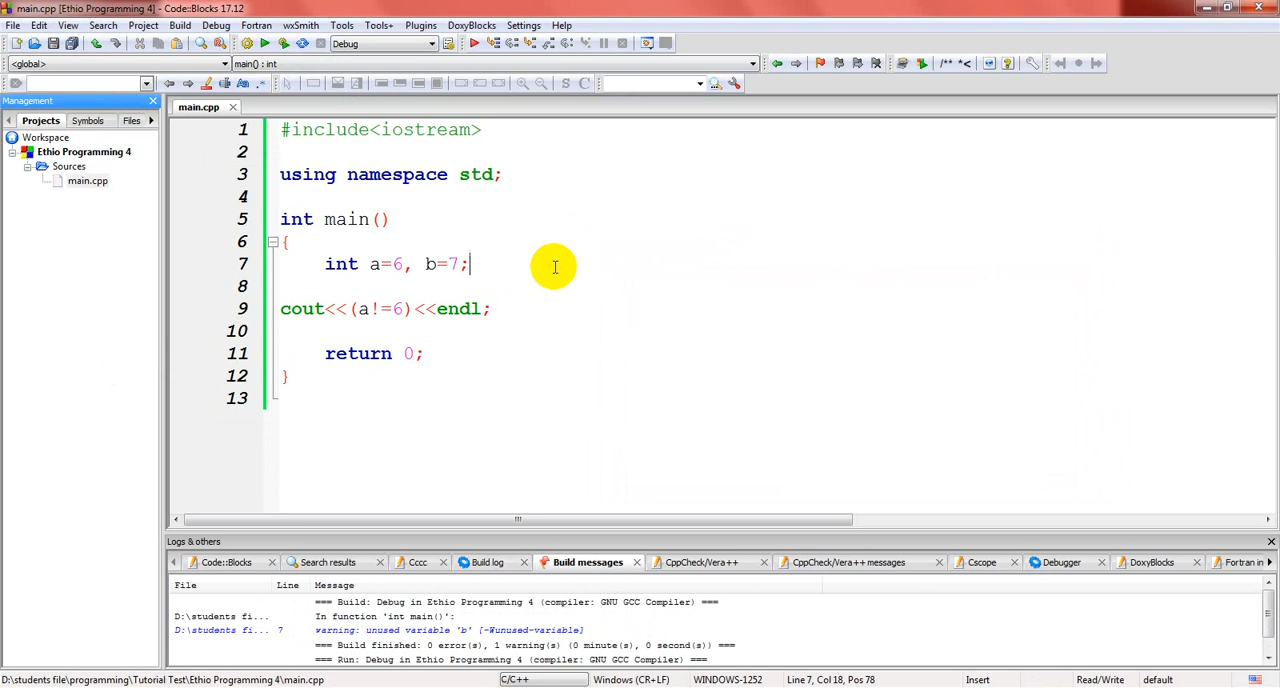 main.cpp [Ethio Programming 4] - Code::Blocks 17.12
File Edit View Search Project Build Debug Fortran wxSmith Tools Tools+ Plugins DoxyBlocks Settings Help
Debug
<global> main() : int
/** *<
S C
Management
main.cpp
Projects Symbols Files
Workspace
Ethio Programming 4
Sources
main.cpp
1 #include<iostream>
2
3 using namespace std;
4
5 int main()
6 {
7 int a=6, b=7;
8
9 cout<<(a!=6)<<endl;
10
11 return 0;
12 }
13
Logs & others
Code::Blocks Search results Cccc Build log Build messages CppCheck/Vera++ CppCheck/Vera++ messages Cscope Debugger DoxyBlocks Fortran in
File Line Message
=== Build: Debug in Ethio Programming 4 (compiler: GNU GCC Compiler) ===
D:\students fi... In function 'int main()':
D:\students fi... 7 warning: unused variable 'b' [-Wunused-variable]
=== Build finished: 0 error(s), 1 warning(s) (0 minute(s), 0 second(s)) ===
=== Run: Debug in Ethio Programming 4 (compiler: GNU GCC Compiler) ===
D:\students file\programming\Tutorial Test\Ethio Programming 4\main.cpp C/C++ Windows (CR+LF) WINDOWS-1252 Line 7, Col 18, Pos 78 Insert Read/Write default